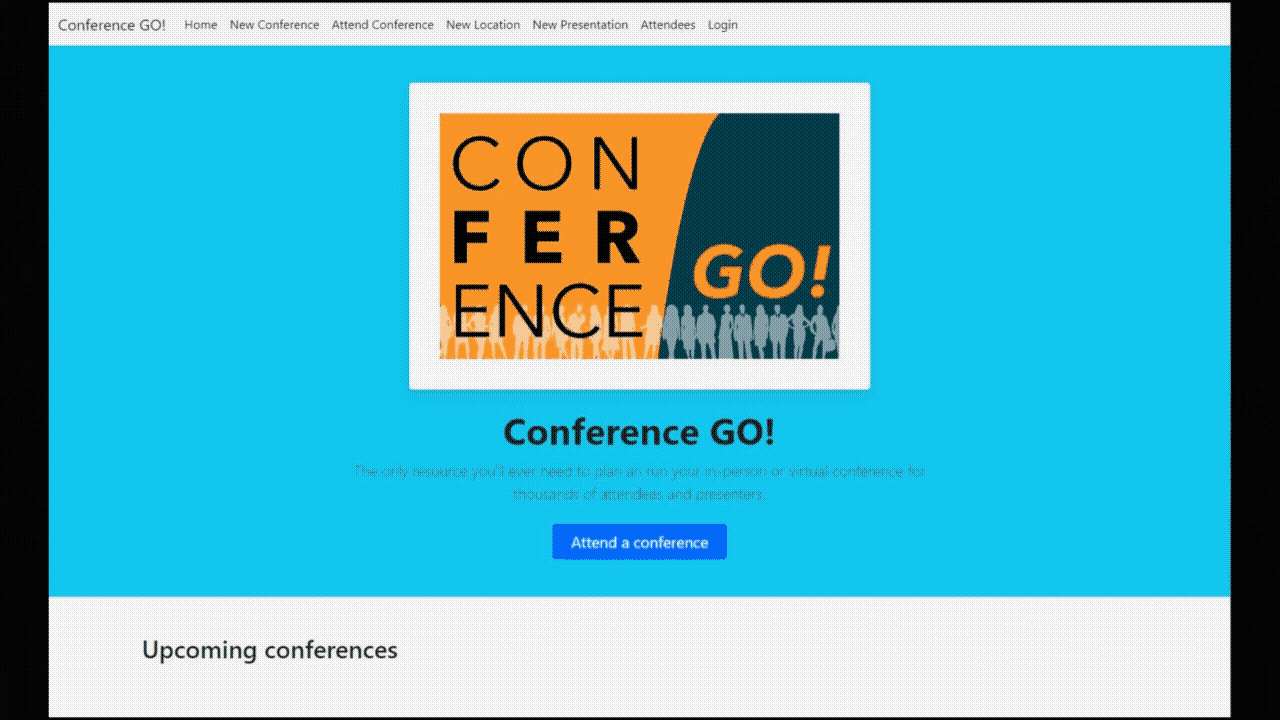 Conference GO! Home New Conference Attend Conference New Location New Presentation Attendees Login
CON
FER
ENCE
GO!
Conference GO!
The only resource you'll ever need to plan an run your in-person or virtual conference for
thousands of attendees and presenters.
Attend a conference
Upcoming conferences